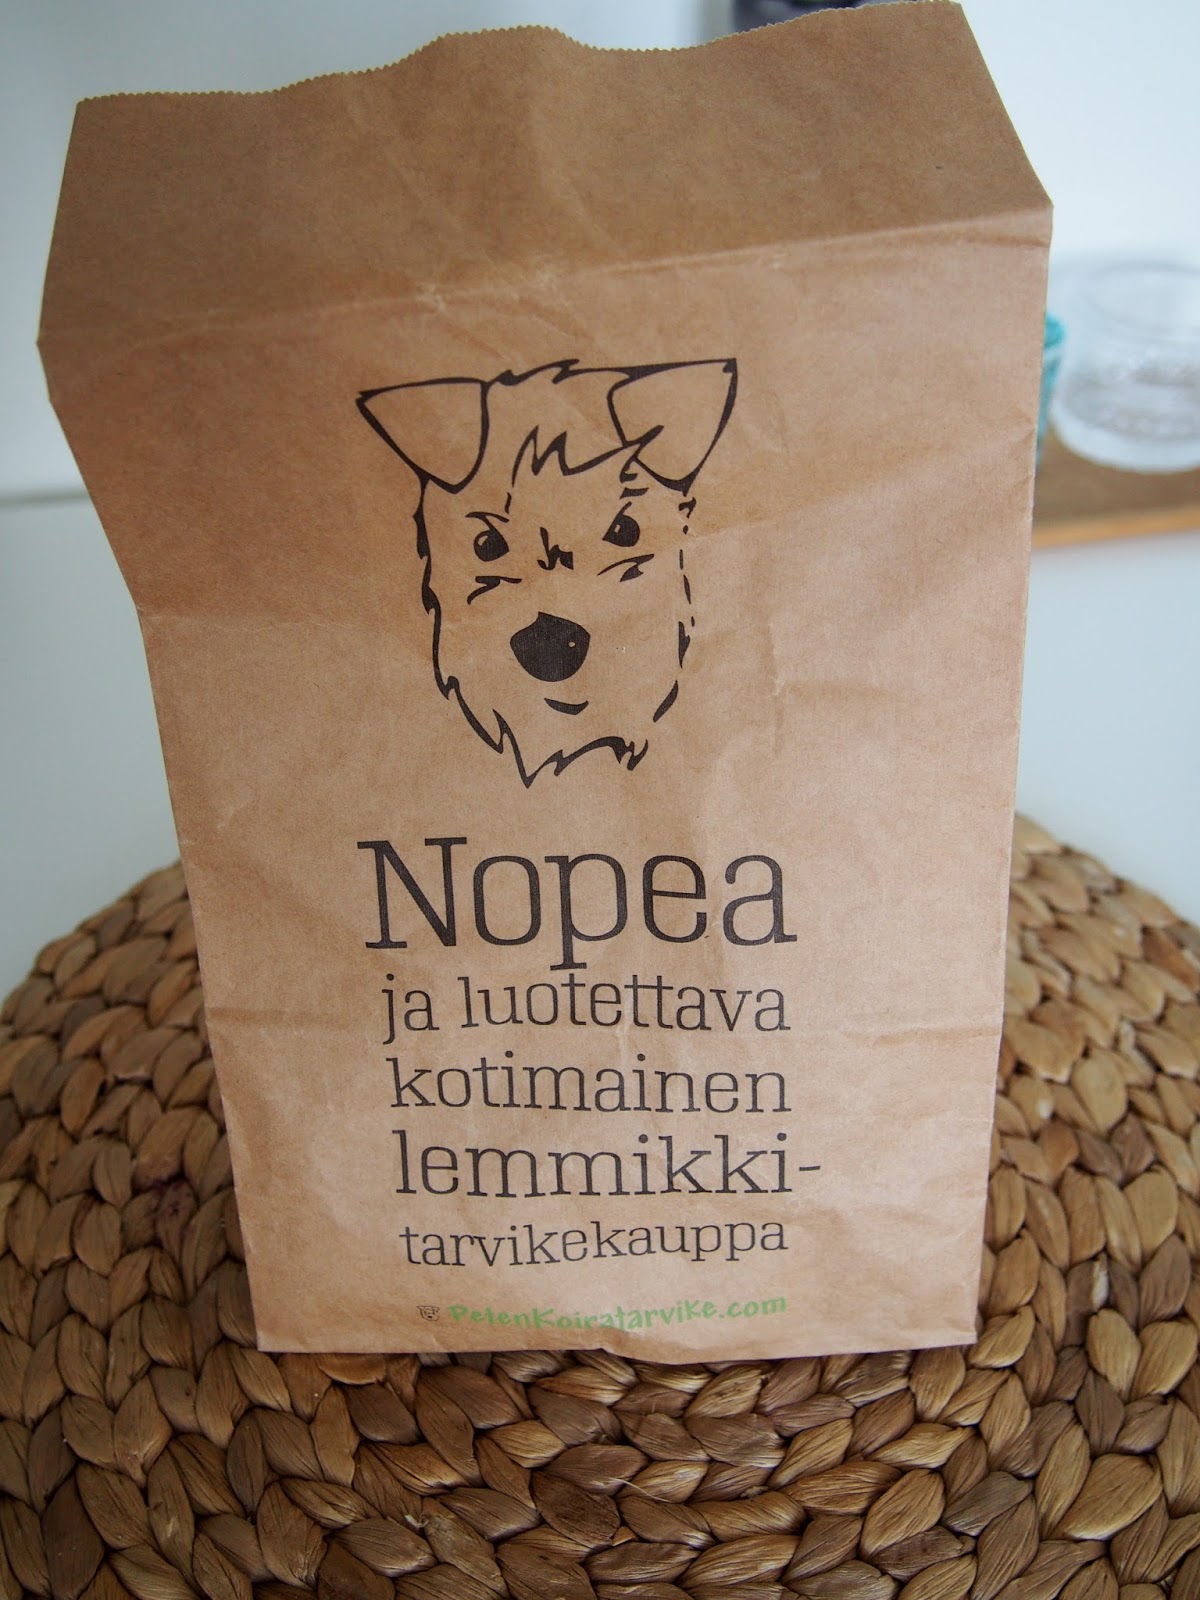 Nopea
ja luotettava
kotimainen
lemmikki-
tarvikekauppa
PetenKoiratarvike.com